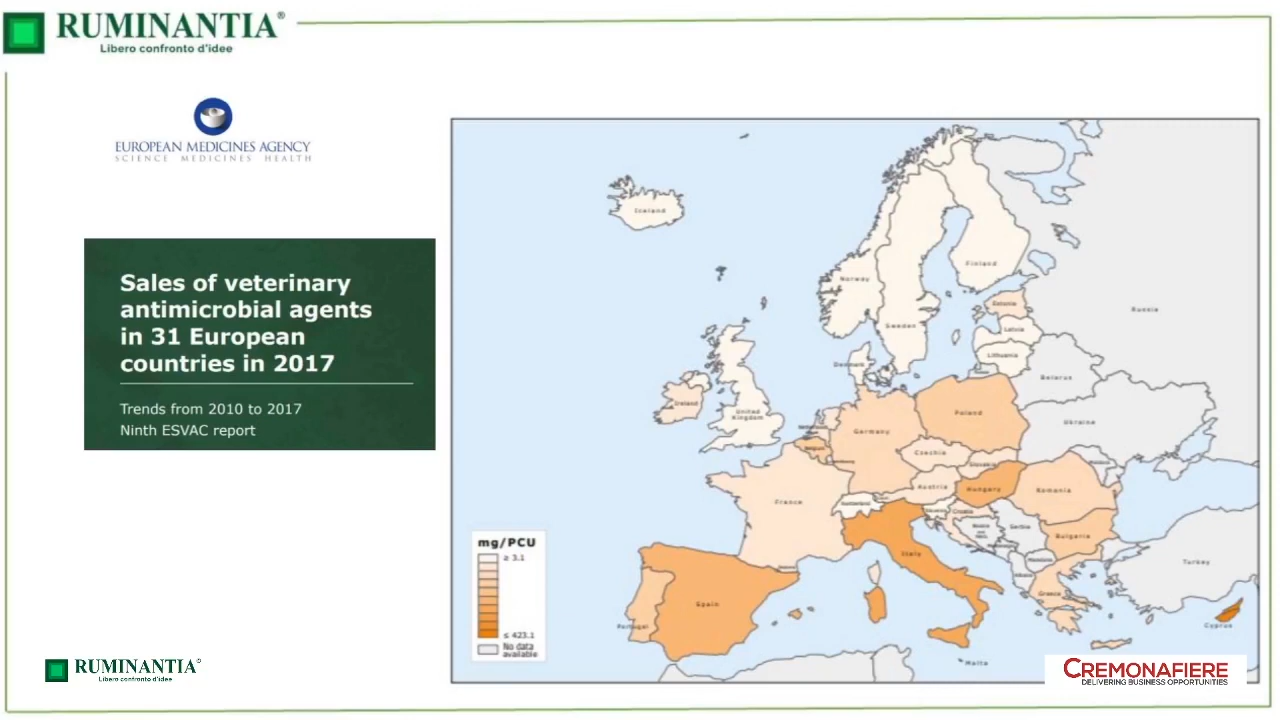 RUMINANTIA®
Libero confronto d'idee
EUROPEAN MEDICINES AGENCY
SCIENCE MEDICINES HEALTH
Sales of veterinary
antimicrobial agents
in 31 European
countries in 2017
Trends from 2010 to 2017
Ninth ESVAC report
Iceland
Norway
Finland
Sweden
Estonia
Russia
Latvia
Lithuania
Denmark
Belarus
Ireland
United
Kingdom
Poland
Ukraine
Germany
Belgium
Czechia
Slovakia
Austria
Hungary
Romania
France
Switzerland
Croatia
Serbia
Bulgaria
Italy
Turkey
Spain
Greece
Portugal
Cyprus
Malta
mg/PCU
≥ 3.1
≤ 423.1
No data
available
RUMINANTIA®
Libero confronto d'idee
CREMONAFIERE
DELIVERING BUSINESS OPPORTUNITIES